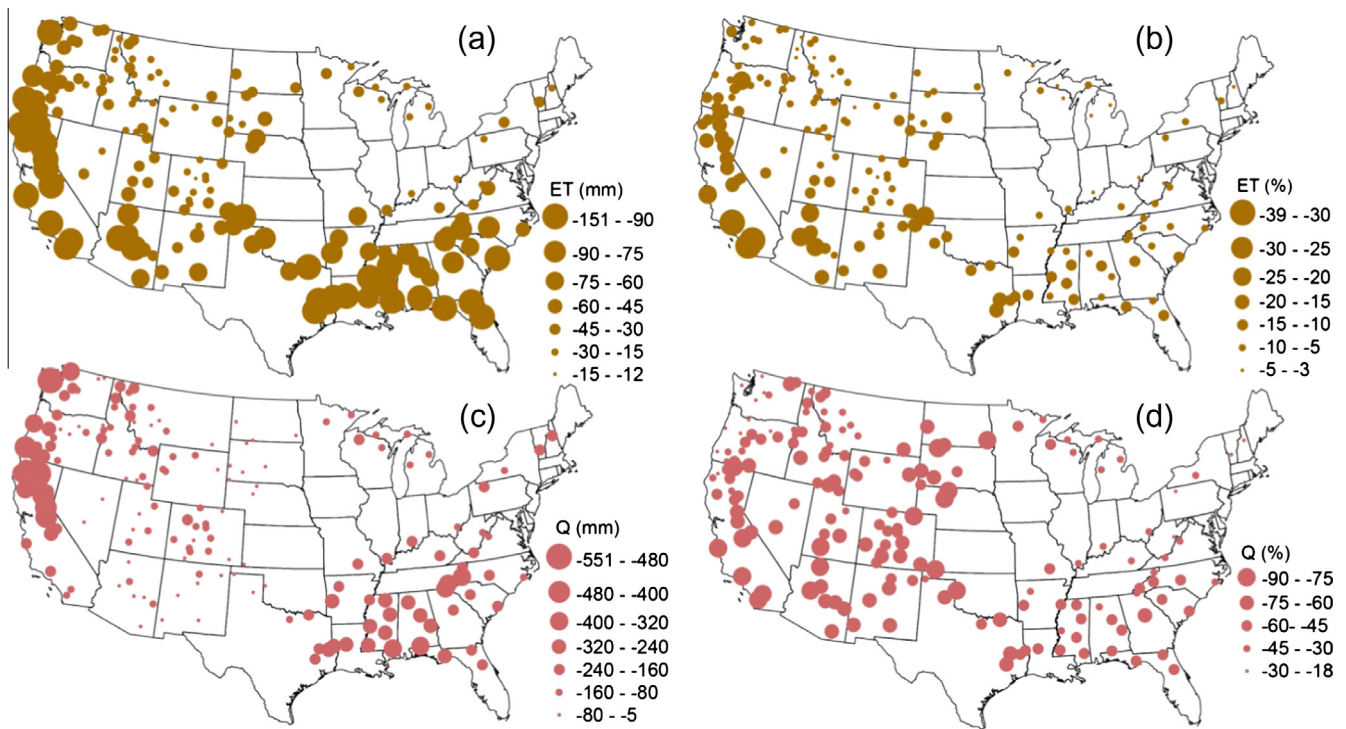 (a)
ET (mm)
-151 - -90
-90 - -75
-75 - -60
-60 - -45
-45 - -30
-30 - -15
-15 - -12
(b)
ET (%)
-39 - -30
-30 - -25
-25 - -20
-20 - -15
-15 - -10
-10 - -5
-5 - -3
(c)
Q (mm)
-551 - -480
-480 - -400
-400 - -320
-320 - -240
-240 - -160
-160 - -80
-80 - -5
(d)
Q (%)
-90 - -75
-75 - -60
-60- -45
-45 - -30
-30 - -18